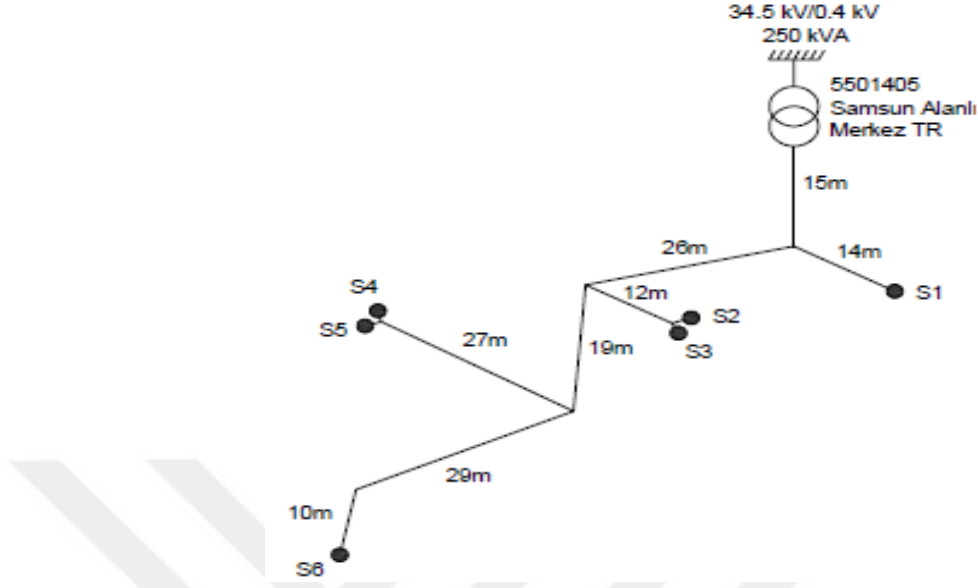 34.5 kV/0.4 kV
250 kVA
5501405
Samsun Alanlı
Merkez TR
15m
26m
14m
S1
12m
S2
S3
S4
S5
27m
19m
29m
10m
S6